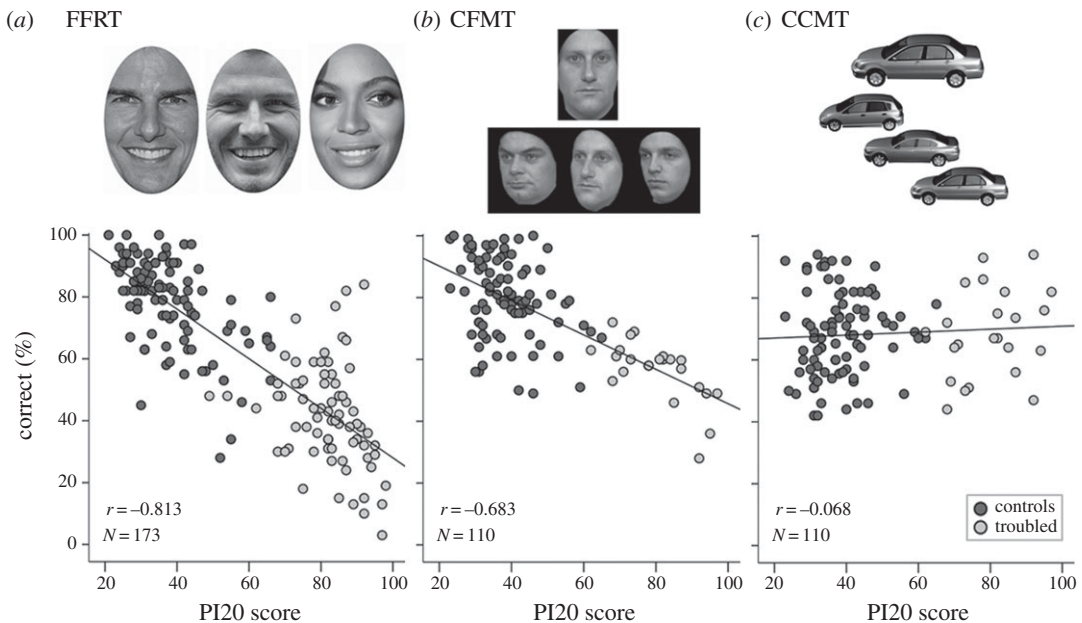 (a) FFRT
(b) CFMT
(c) CCMT
correct (%)
100
80
60
40
20
0
r = –0.813
N = 173
20 40 60 80 100
PI20 score
r = –0.683
N = 110
20 40 60 80 100
PI20 score
r = –0.068
N = 110
controls
troubled
20 40 60 80 100
PI20 score